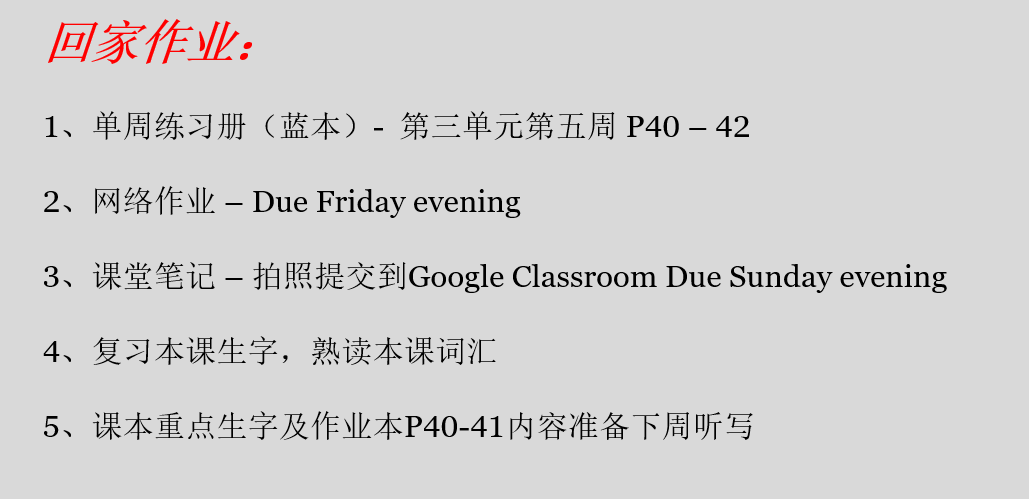 回家作业：
1、单周练习册（蓝本）- 第三单元第五周 P40 – 42
2、网络作业 – Due Friday evening
3、课堂笔记 – 拍照提交到Google Classroom Due Sunday evening
4、复习本课生字，熟读本课词汇
5、课本重点生字及作业本P40-41内容准备下周听写